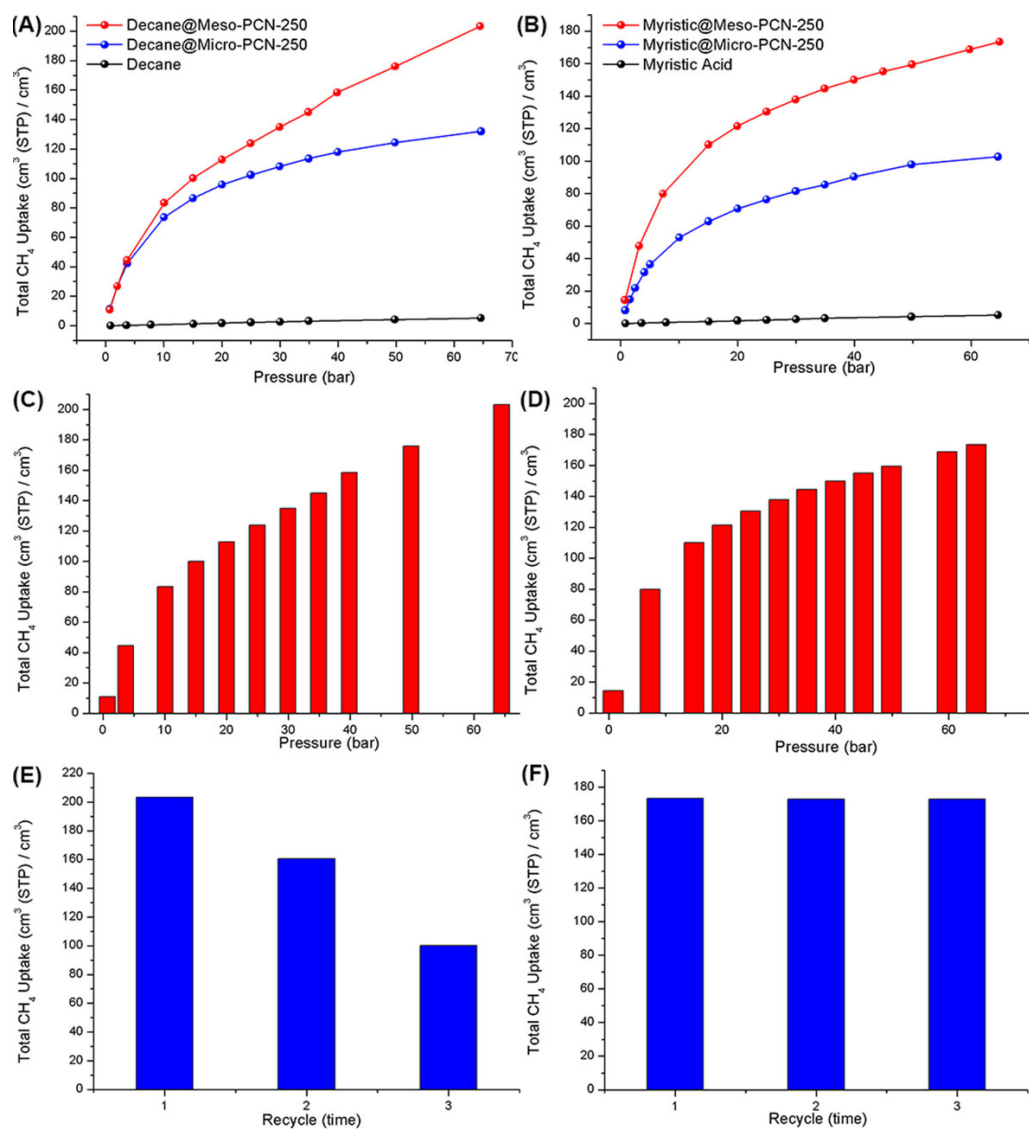 (A)
Decane@Meso-PCN-250
Decane@Micro-PCN-250
Decane
Total CH₄ Uptake (cm³ (STP) / cm³)
200
180
160
140
120
100
80
60
40
20
0
0 10 20 30 40 50 60 70
Pressure (bar)
(B)
Myristic@Meso-PCN-250
Myristic@Micro-PCN-250
Myristic Acid
Total CH₄ Uptake (cm³ (STP) / cm³)
180
160
140
120
100
80
60
40
20
0
0 20 40 60
Pressure (bar)
(C)
Total CH₄ Uptake (cm³ (STP) / cm³)
200
180
160
140
120
100
80
60
40
20
0
0 10 20 30 40 50 60
Pressure (bar)
(D)
Total CH₄ Uptake (cm³ (STP) / cm³)
200
180
160
140
120
100
80
60
40
20
0
0 20 40 60
Pressure (bar)
(E)
Total CH₄ Uptake (cm³ (STP) / cm³)
220
200
180
160
140
120
100
80
60
40
20
0
1 2 3
Recycle (time)
(F)
Total CH₄ Uptake (cm³ (STP) / cm³)
180
160
140
120
100
80
60
40
20
0
1 2 3
Recycle (time)